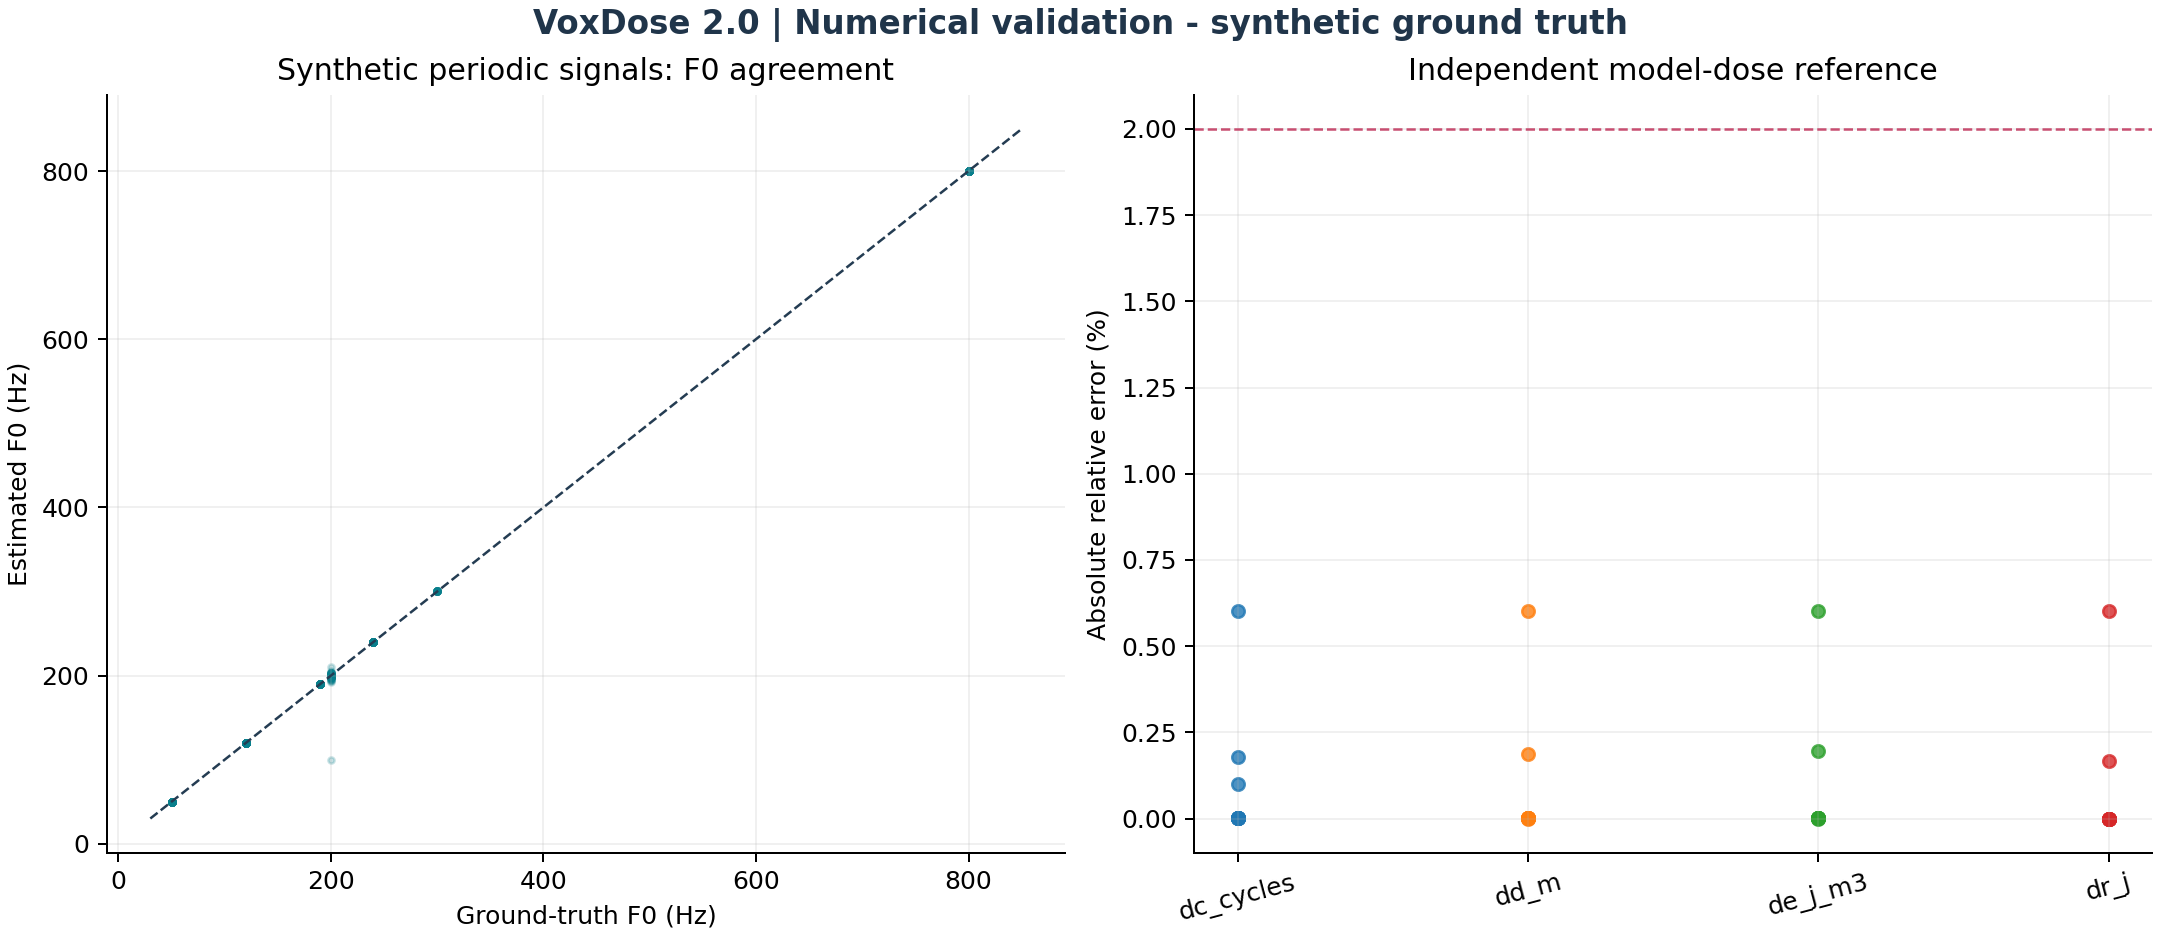 VoxDose 2.0 | Numerical validation - synthetic ground truth
Synthetic periodic signals: F0 agreement
Estimated F0 (Hz)
800
600
400
200
0
0 200 400 600 800
Ground-truth F0 (Hz)
Independent model-dose reference
Absolute relative error (%)
2.00
1.75
1.50
1.25
1.00
0.75
0.50
0.25
0.00
dc_cycles dd_m de_j_m3 dr_j